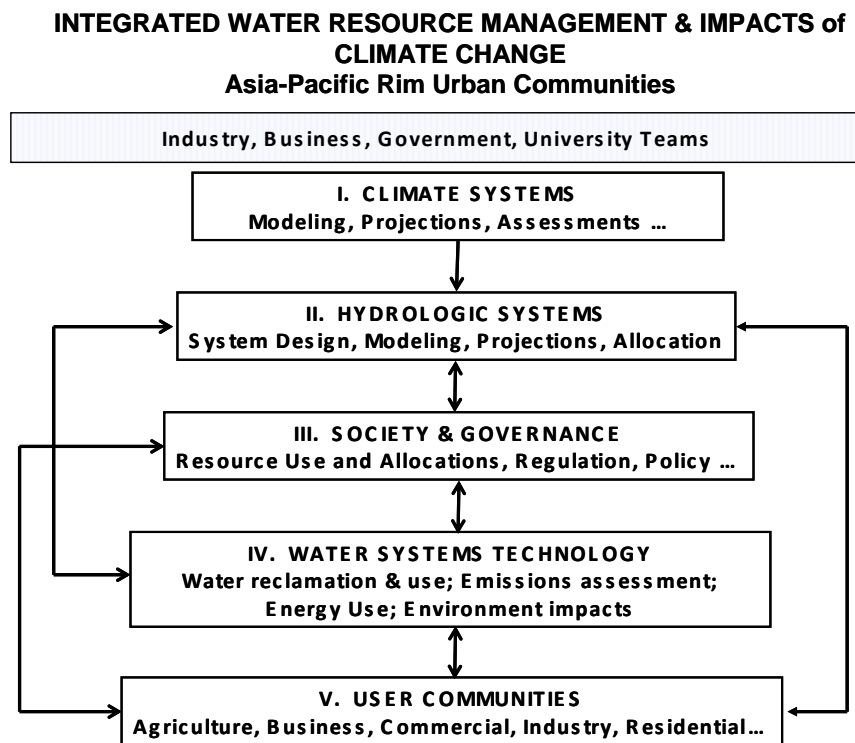 INTEGRATED WATER RESOURCE MANAGEMENT & IMPACTS of
CLIMATE CHANGE
Asia-Pacific Rim Urban Communities
Industry, Business, Government, University Teams
I. CLIMATE SYSTEMS
Modeling, Projections, Assessments ...
II. HYDROLOGIC SYSTEMS
System Design, Modeling, Projections, Allocation
III. SOCIETY & GOVERNANCE
Resource Use and Allocations, Regulation, Policy ...
IV. WATER SYSTEMS TECHNOLOGY
Water reclamation & use; Emissions assessment;
Energy Use; Environment impacts
V. USER COMMUNITIES
Agriculture, Business, Commercial, Industry, Residential...